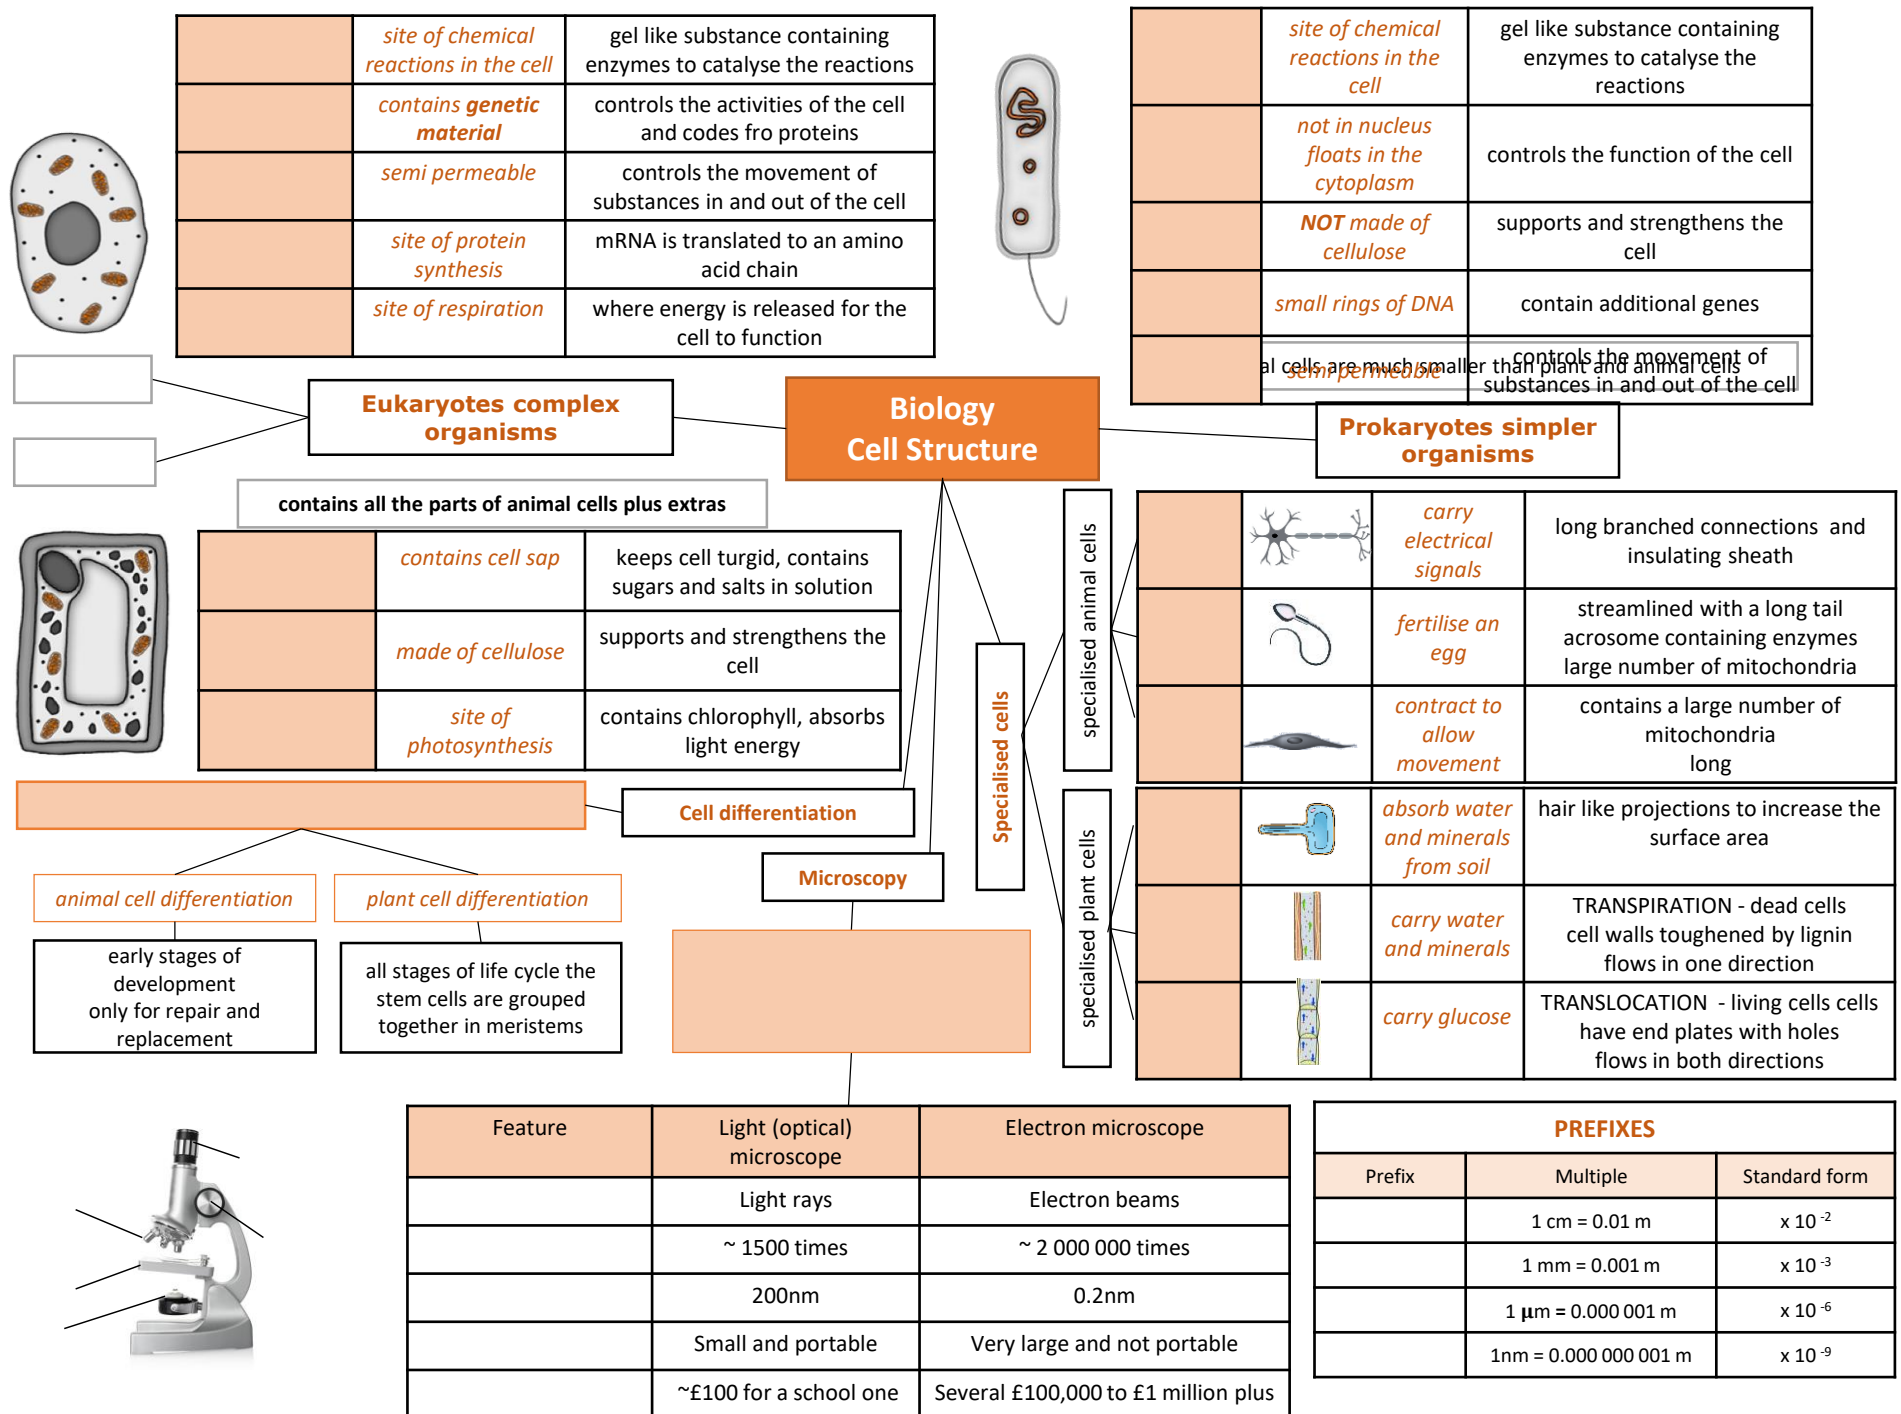 site of chemical
reactions in the cell
gel like substance containing
enzymes to catalyse the reactions
contains genetic
material
controls the activities of the cell
and codes fro proteins
semi permeable
controls the movement of
substances in and out of the cell
site of protein
synthesis
mRNA is translated to an amino
acid chain
site of respiration
where energy is released for the
cell to function
site of chemical
reactions in the
cell
gel like substance containing
enzymes to catalyse the
reactions
not in nucleus
floats in the
cytoplasm
controls the function of the cell
NOT made of
cellulose
supports and strengthens the
cell
small rings of DNA
contain additional genes
semi permeable
controls the movement of
substances in and out of the cell
al cells are much smaller than plant and animal cells
Eukaryotes complex
organisms
Biology
Cell Structure
Prokaryotes simpler
organisms
contains all the parts of animal cells plus extras
contains cell sap
keeps cell turgid, contains
sugars and salts in solution
made of cellulose
supports and strengthens the
cell
site of
photosynthesis
contains chlorophyll, absorbs
light energy
Cell differentiation
animal cell differentiation
plant cell differentiation
early stages of
development
only for repair and
replacement
all stages of life cycle the
stem cells are grouped
together in meristems
Microscopy
Specialised cells
specialised animal cells
carry
electrical
signals
long branched connections and
insulating sheath
fertilise an
egg
streamlined with a long tail
acrosome containing enzymes
large number of mitochondria
contract to
allow
movement
contains a large number of
mitochondria
long
specialised plant cells
absorb water
and minerals
from soil
hair like projections to increase the
surface area
carry water
and minerals
TRANSPIRATION - dead cells
cell walls toughened by lignin
flows in one direction
carry glucose
TRANSLOCATION - living cells cells
have end plates with holes
flows in both directions
Feature
Light (optical)
microscope
Electron microscope
Light rays
Electron beams
~ 1500 times
~ 2 000 000 times
200nm
0.2nm
Small and portable
Very large and not portable
~£100 for a school one
Several £100,000 to £1 million plus
PREFIXES
Prefix
Multiple
Standard form
1 cm = 0.01 m
x 10 -2
1 mm = 0.001 m
x 10 -3
1 μm = 0.000 001 m
x 10 -6
1nm = 0.000 000 001 m
x 10 -9